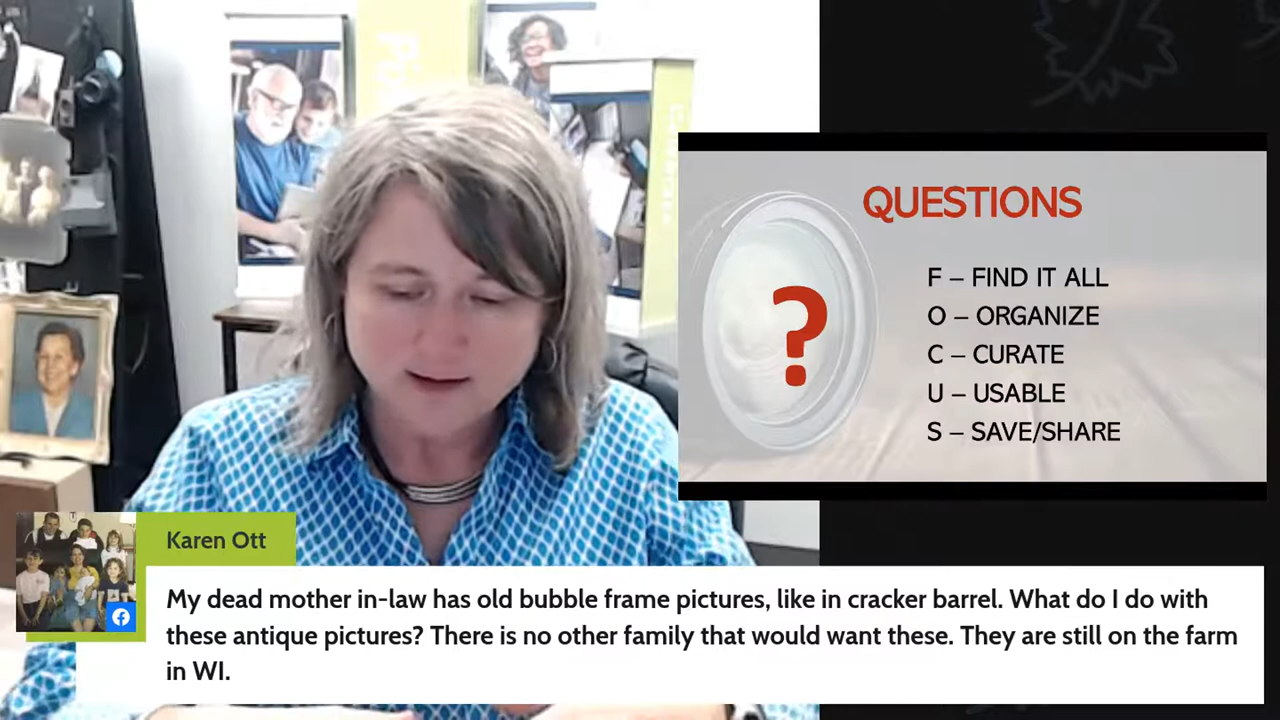 QUESTIONS
?
F – FIND IT ALL
O – ORGANIZE
C – CURATE
U – USABLE
S – SAVE/SHARE
Karen Ott
My dead mother in-law has old bubble frame pictures, like in cracker barrel. What do I do with
these antique pictures? There is no other family that would want these. They are still on the farm
in WI.